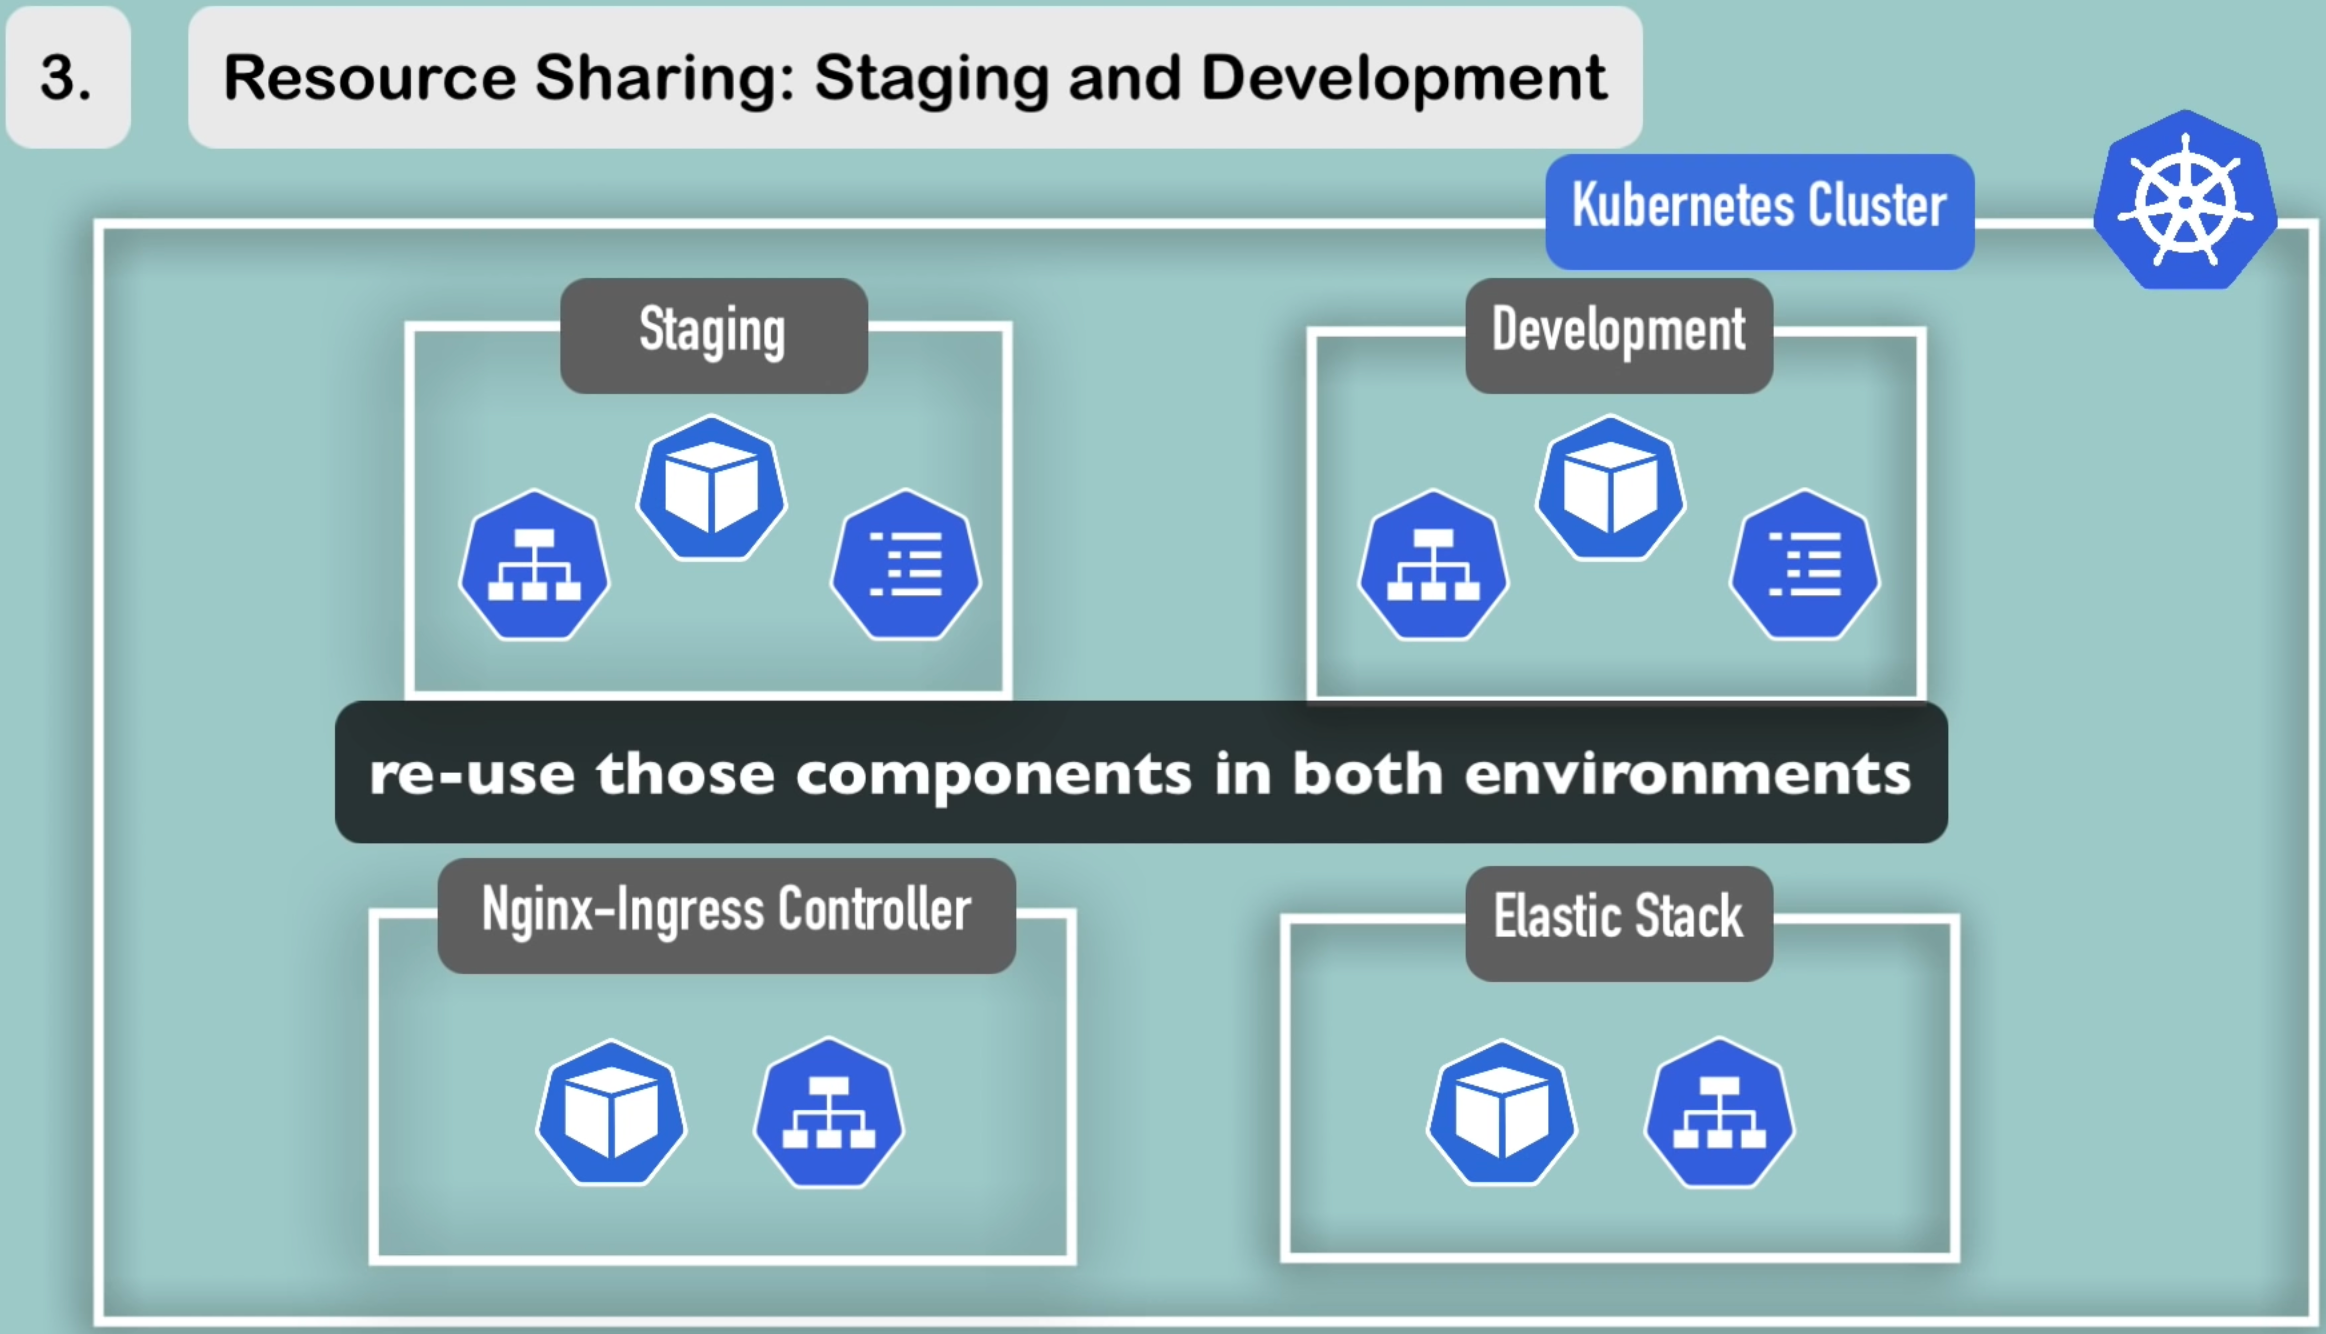 3.
Resource Sharing: Staging and Development
Kubernetes Cluster
Staging
Development
re-use those components in both environments
Nginx-Ingress Controller
Elastic Stack